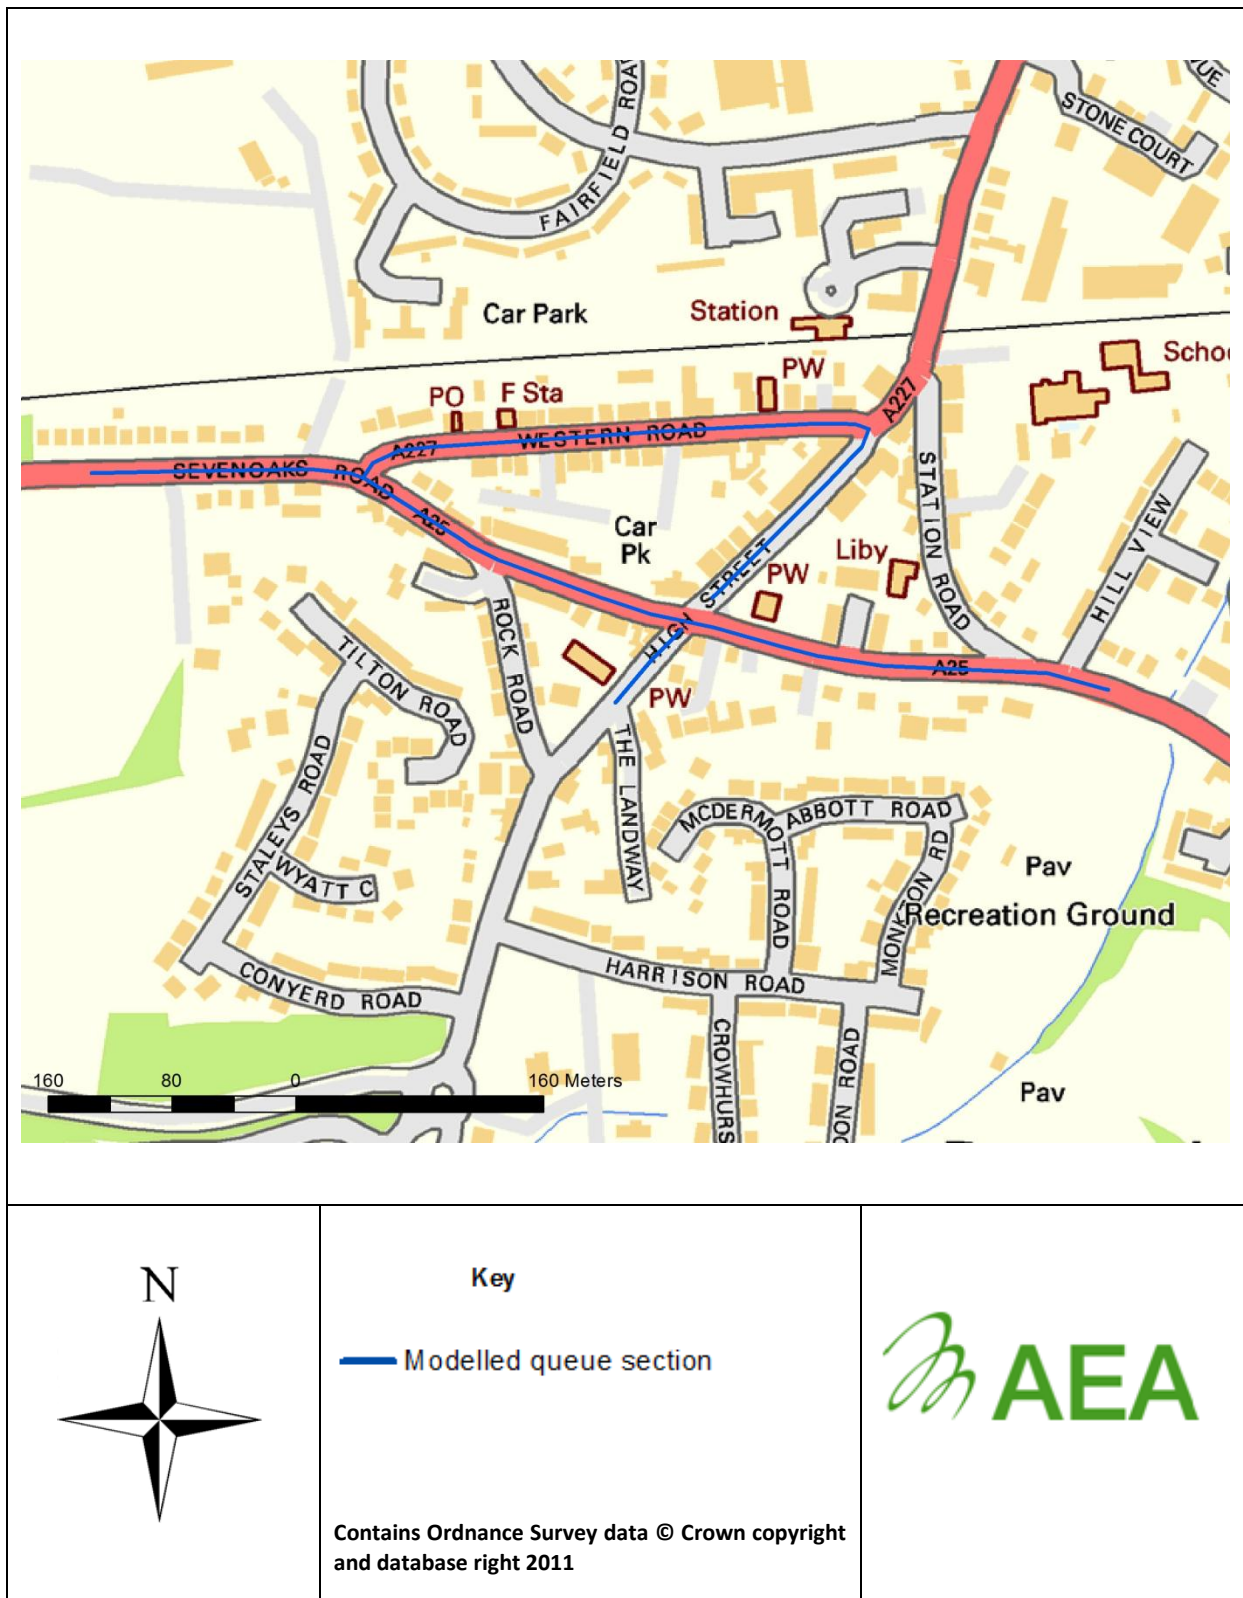 UE
STONE COURT
FAIRFIELD ROA
Car Park
Station
PW
PO
F Sta
Schoo
A227
A227
WESTERN ROAD
SEVENOAKS ROAD
A25
Car
Pk
HIGH STREET
PW
Liby
STATION ROAD
HILL VIEW
ROCK ROAD
TILTON ROAD
PW
A25
THE LANDWAY
STALEYS ROAD
WYATT C
MCDERMOTT ROAD
ABBOTT ROAD
MONKTON RD
Pav
Recreation Ground
CONYERD ROAD
HARRISON ROAD
CROWHURS
DON ROAD
Pav
160 80 0 160 Meters
N
Key
Modelled queue section
AEA
Contains Ordnance Survey data © Crown copyright
and database right 2011